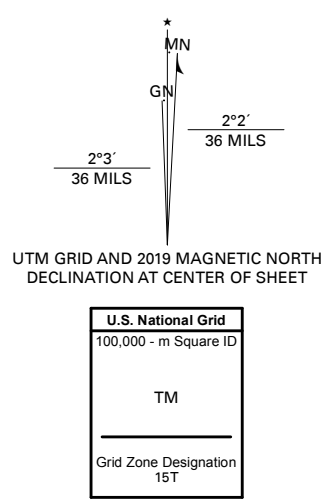 MN
GN
2°2´
36 MILS
2°3´
36 MILS
UTM GRID AND 2019 MAGNETIC NORTH
DECLINATION AT CENTER OF SHEET
U.S. National Grid
100,000 - m Square ID
TM
Grid Zone Designation
15T